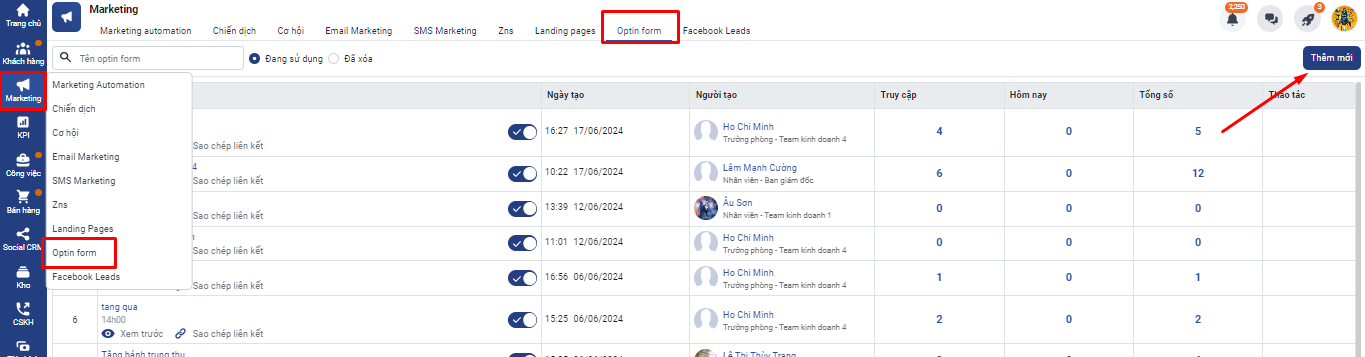 Trang chủ
Khách hàng
Marketing
KPI
Công việc
Bán hàng
Social CRM
Kho
CSKH
Marketing
Marketing automation Chiến dịch Cơ hội Email Marketing SMS Marketing Zns Landing pages Optin form Facebook Leads
2,350
9
Tên optin form Đang sử dụng Đã xóa Thêm mới
Marketing Automation
Chiến dịch
Cơ hội
Email Marketing
SMS Marketing
Zns
Landing Pages
Optin form
Facebook Leads
Ngày tạo Người tạo Truy cập Hôm nay Tổng số Thao tác
Sao chép liên kết 16:27 17/06/2024 Ho Chi Minh 4 0 5
Trưởng phòng - Team kinh doanh 4
4
Sao chép liên kết 10:22 17/06/2024 Lâm Mạnh Cường 6 0 12
Nhân viên - Ban giám đốc
Sao chép liên kết 13:39 12/06/2024 Âu Sơn 0 0 0
Nhân viên - Team kinh doanh 1
n
Sao chép liên kết 11:01 12/06/2024 Ho Chi Minh 0 0 0
Trưởng phòng - Team kinh doanh 4
Sao chép liên kết 16:56 06/06/2024 Ho Chi Minh 1 0 1
Trưởng phòng - Team kinh doanh 4
6 tang qua
14h00
Xem trước Sao chép liên kết 15:25 06/06/2024 Ho Chi Minh 2 0 2
Trưởng phòng - Team kinh doanh 4
Tặng bánh trung thu Lê Thị Thùy Trang